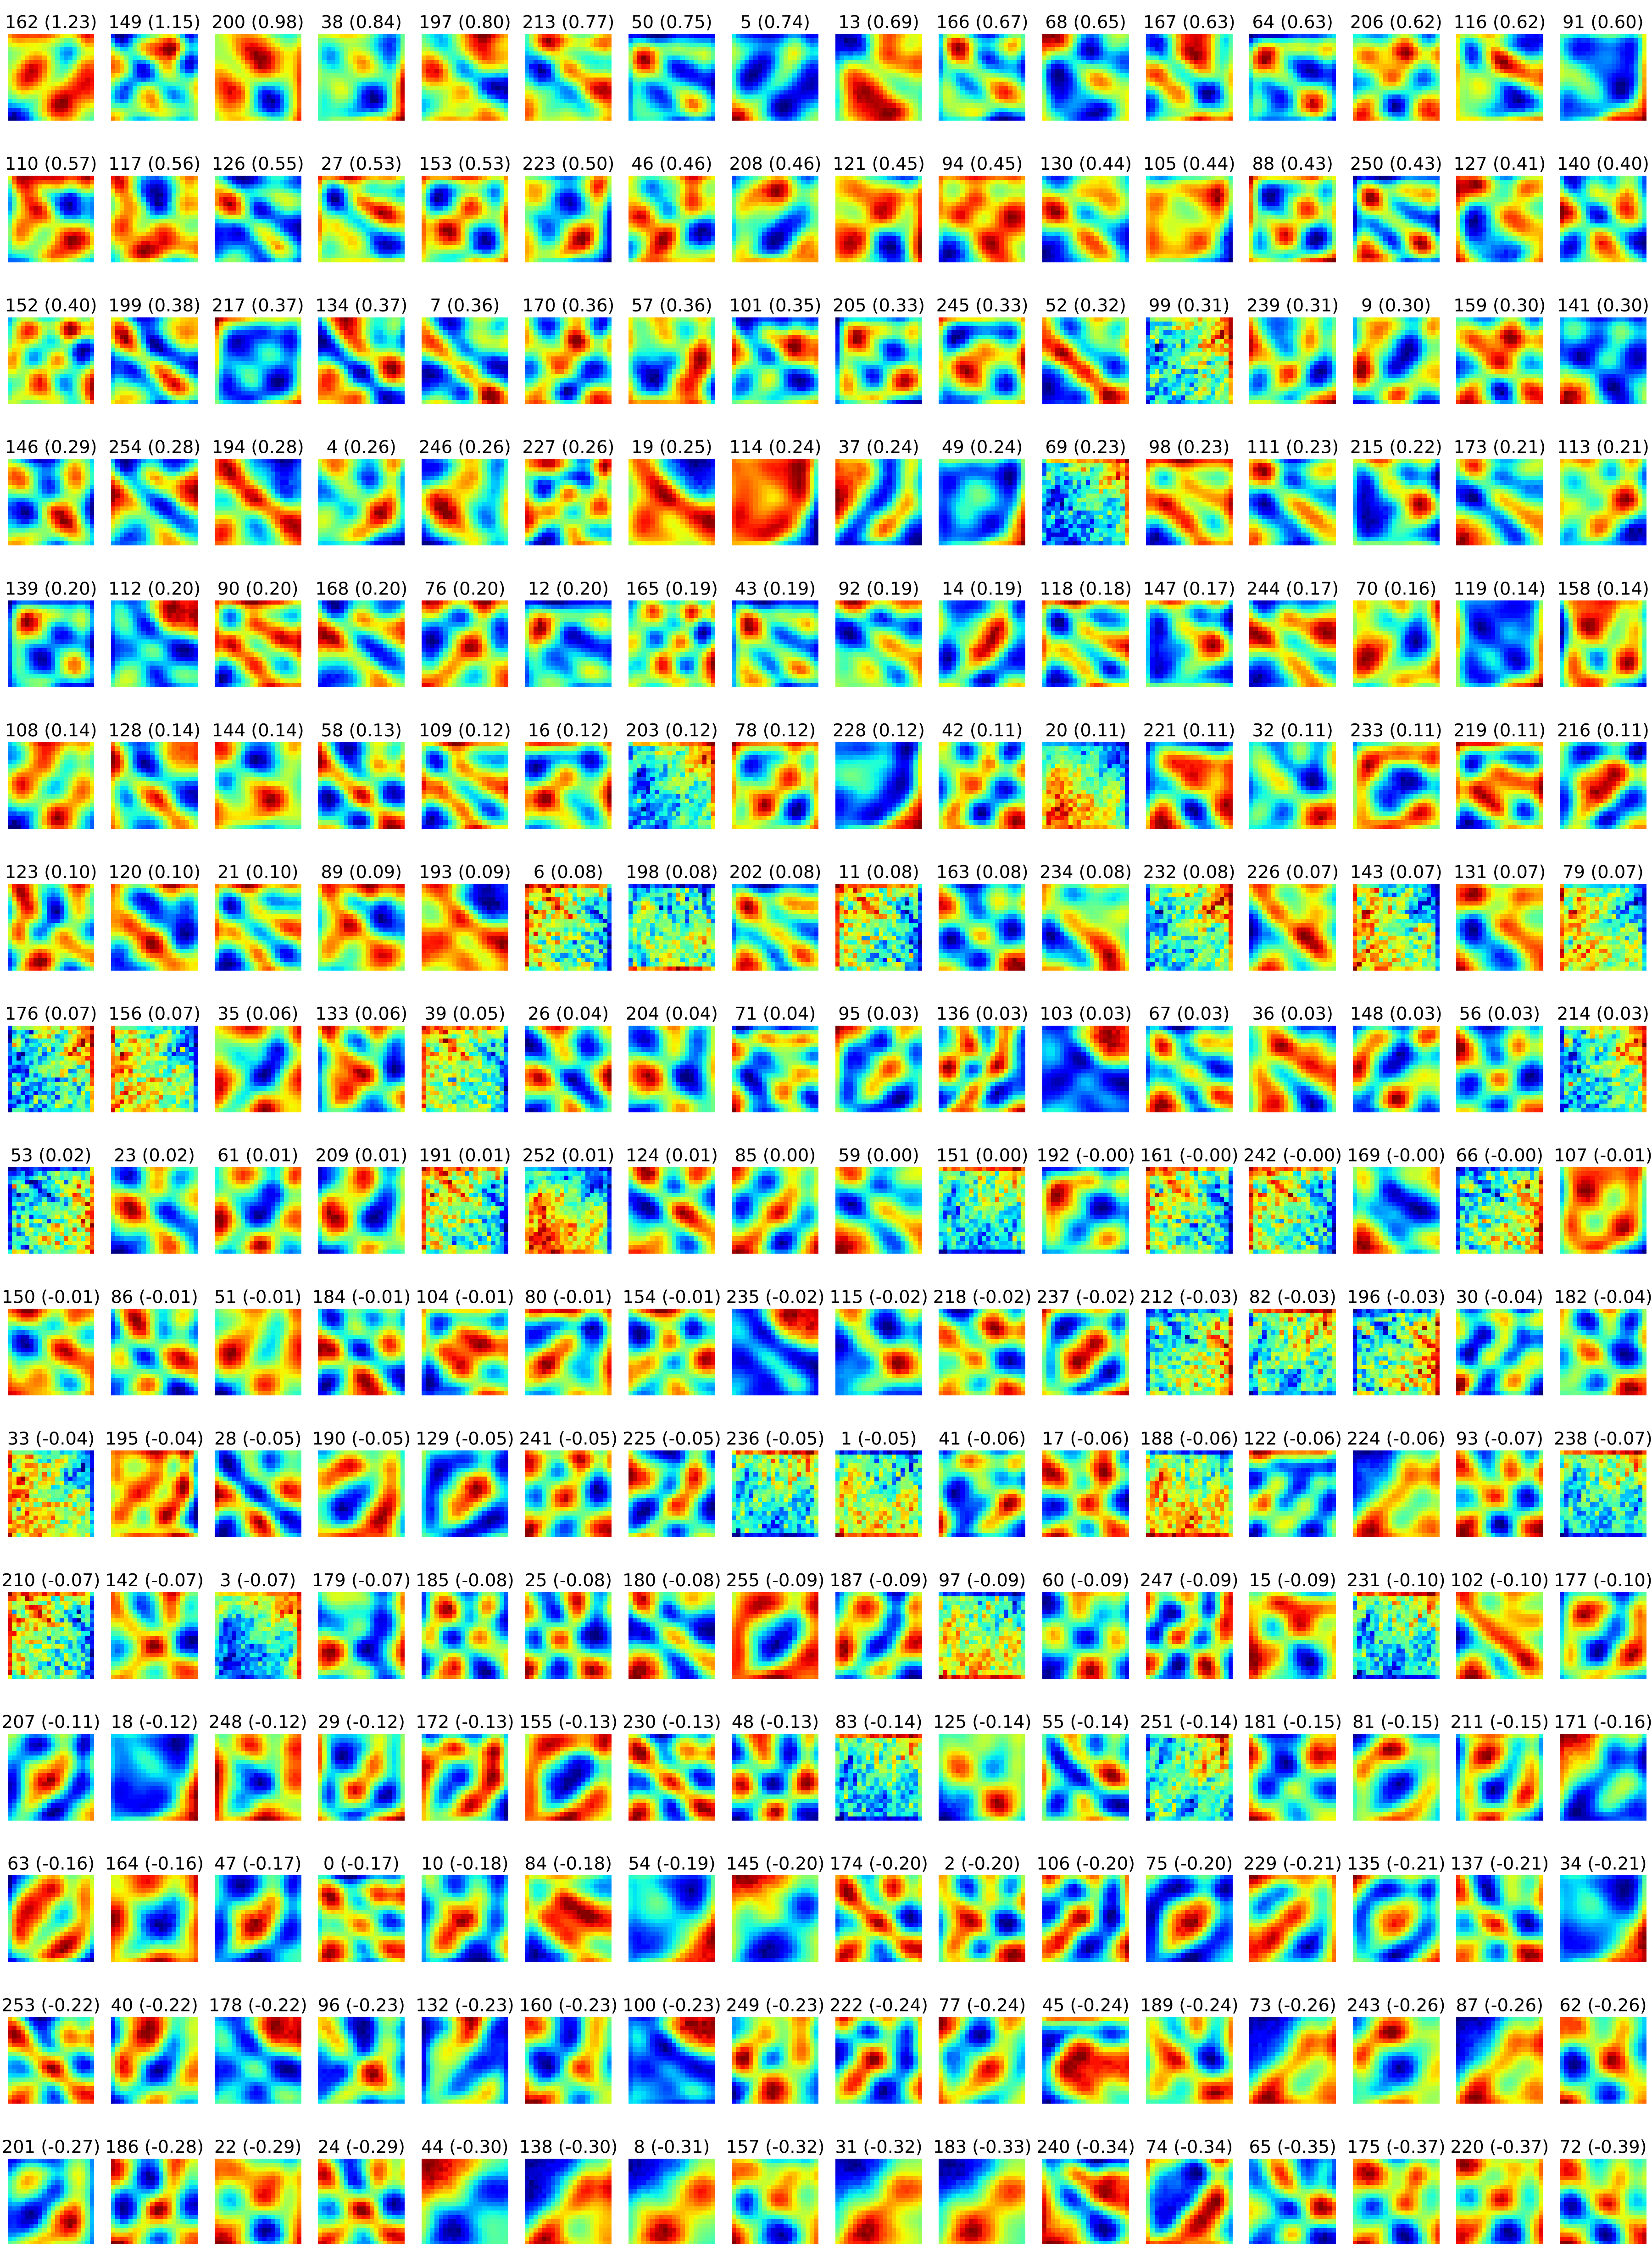 162 (1.23) 149 (1.15) 200 (0.98) 38 (0.84) 197 (0.80) 213 (0.77) 50 (0.75) 5 (0.74) 13 (0.69) 166 (0.67) 68 (0.65) 167 (0.63) 64 (0.63) 206 (0.62) 116 (0.62) 91 (0.60)
110 (0.57) 117 (0.56) 126 (0.55) 27 (0.53) 153 (0.53) 223 (0.50) 46 (0.46) 208 (0.46) 121 (0.45) 94 (0.45) 130 (0.44) 105 (0.44) 88 (0.43) 250 (0.43) 127 (0.41) 140 (0.40)
152 (0.40) 199 (0.38) 217 (0.37) 134 (0.37) 7 (0.36) 170 (0.36) 57 (0.36) 101 (0.35) 205 (0.33) 245 (0.33) 52 (0.32) 99 (0.31) 239 (0.31) 9 (0.30) 159 (0.30) 141 (0.30)
146 (0.29) 254 (0.28) 194 (0.28) 4 (0.26) 246 (0.26) 227 (0.26) 19 (0.25) 114 (0.24) 37 (0.24) 49 (0.24) 69 (0.23) 98 (0.23) 111 (0.23) 215 (0.22) 173 (0.21) 113 (0.21)
139 (0.20) 112 (0.20) 90 (0.20) 168 (0.20) 76 (0.20) 12 (0.20) 165 (0.19) 43 (0.19) 92 (0.19) 14 (0.19) 118 (0.18) 147 (0.17) 244 (0.17) 70 (0.16) 119 (0.14) 158 (0.14)
108 (0.14) 128 (0.14) 144 (0.14) 58 (0.13) 109 (0.12) 16 (0.12) 203 (0.12) 78 (0.12) 228 (0.12) 42 (0.11) 20 (0.11) 221 (0.11) 32 (0.11) 233 (0.11) 219 (0.11) 216 (0.11)
123 (0.10) 120 (0.10) 21 (0.10) 89 (0.09) 193 (0.09) 6 (0.08) 198 (0.08) 202 (0.08) 11 (0.08) 163 (0.08) 234 (0.08) 232 (0.08) 226 (0.07) 143 (0.07) 131 (0.07) 79 (0.07)
176 (0.07) 156 (0.07) 35 (0.06) 133 (0.06) 39 (0.05) 26 (0.04) 204 (0.04) 71 (0.04) 95 (0.03) 136 (0.03) 103 (0.03) 67 (0.03) 36 (0.03) 148 (0.03) 56 (0.03) 214 (0.03)
53 (0.02) 23 (0.02) 61 (0.01) 209 (0.01) 191 (0.01) 252 (0.01) 124 (0.01) 85 (0.00) 59 (0.00) 151 (0.00) 192 (-0.00) 161 (-0.00) 242 (-0.00) 169 (-0.00) 66 (-0.00) 107 (-0.01)
150 (-0.01) 86 (-0.01) 51 (-0.01) 184 (-0.01) 104 (-0.01) 80 (-0.01) 154 (-0.01) 235 (-0.02) 115 (-0.02) 218 (-0.02) 237 (-0.02) 212 (-0.03) 82 (-0.03) 196 (-0.03) 30 (-0.04) 182 (-0.04)
33 (-0.04) 195 (-0.04) 28 (-0.05) 190 (-0.05) 129 (-0.05) 241 (-0.05) 225 (-0.05) 236 (-0.05) 1 (-0.05) 41 (-0.06) 17 (-0.06) 188 (-0.06) 122 (-0.06) 224 (-0.06) 93 (-0.07) 238 (-0.07)
210 (-0.07) 142 (-0.07) 3 (-0.07) 179 (-0.07) 185 (-0.08) 25 (-0.08) 180 (-0.08) 255 (-0.09) 187 (-0.09) 97 (-0.09) 60 (-0.09) 247 (-0.09) 15 (-0.09) 231 (-0.10) 102 (-0.10) 177 (-0.10)
207 (-0.11) 18 (-0.12) 248 (-0.12) 29 (-0.12) 172 (-0.13) 155 (-0.13) 230 (-0.13) 48 (-0.13) 83 (-0.14) 125 (-0.14) 55 (-0.14) 251 (-0.14) 181 (-0.15) 81 (-0.15) 211 (-0.15) 171 (-0.16)
63 (-0.16) 164 (-0.16) 47 (-0.17) 0 (-0.17) 10 (-0.18) 84 (-0.18) 54 (-0.19) 145 (-0.20) 174 (-0.20) 2 (-0.20) 106 (-0.20) 75 (-0.20) 229 (-0.21) 135 (-0.21) 137 (-0.21) 34 (-0.21)
253 (-0.22) 40 (-0.22) 178 (-0.22) 96 (-0.23) 132 (-0.23) 160 (-0.23) 100 (-0.23) 249 (-0.23) 222 (-0.24) 77 (-0.24) 45 (-0.24) 189 (-0.24) 73 (-0.26) 243 (-0.26) 87 (-0.26) 62 (-0.26)
201 (-0.27) 186 (-0.28) 22 (-0.29) 24 (-0.29) 44 (-0.30) 138 (-0.30) 8 (-0.31) 157 (-0.32) 31 (-0.32) 183 (-0.33) 240 (-0.34) 74 (-0.34) 65 (-0.35) 175 (-0.37) 220 (-0.37) 72 (-0.39)